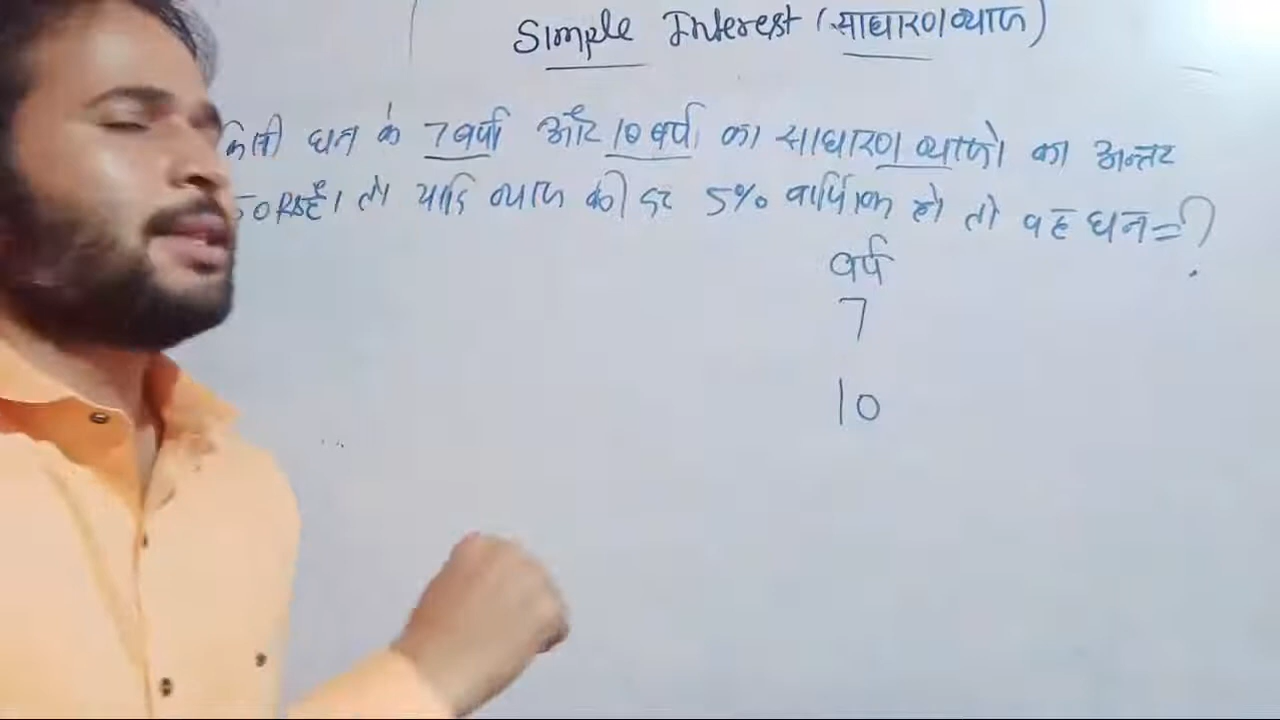 Simple Interest (साधारण व्याज)
किसी धन के 7 वर्षों और 10 वर्षों का साधारण व्याजों का अन्तर
है। तो यदि व्याज की दर 5% वार्षिक हो तो वह धन = ?
वर्ष
7
10